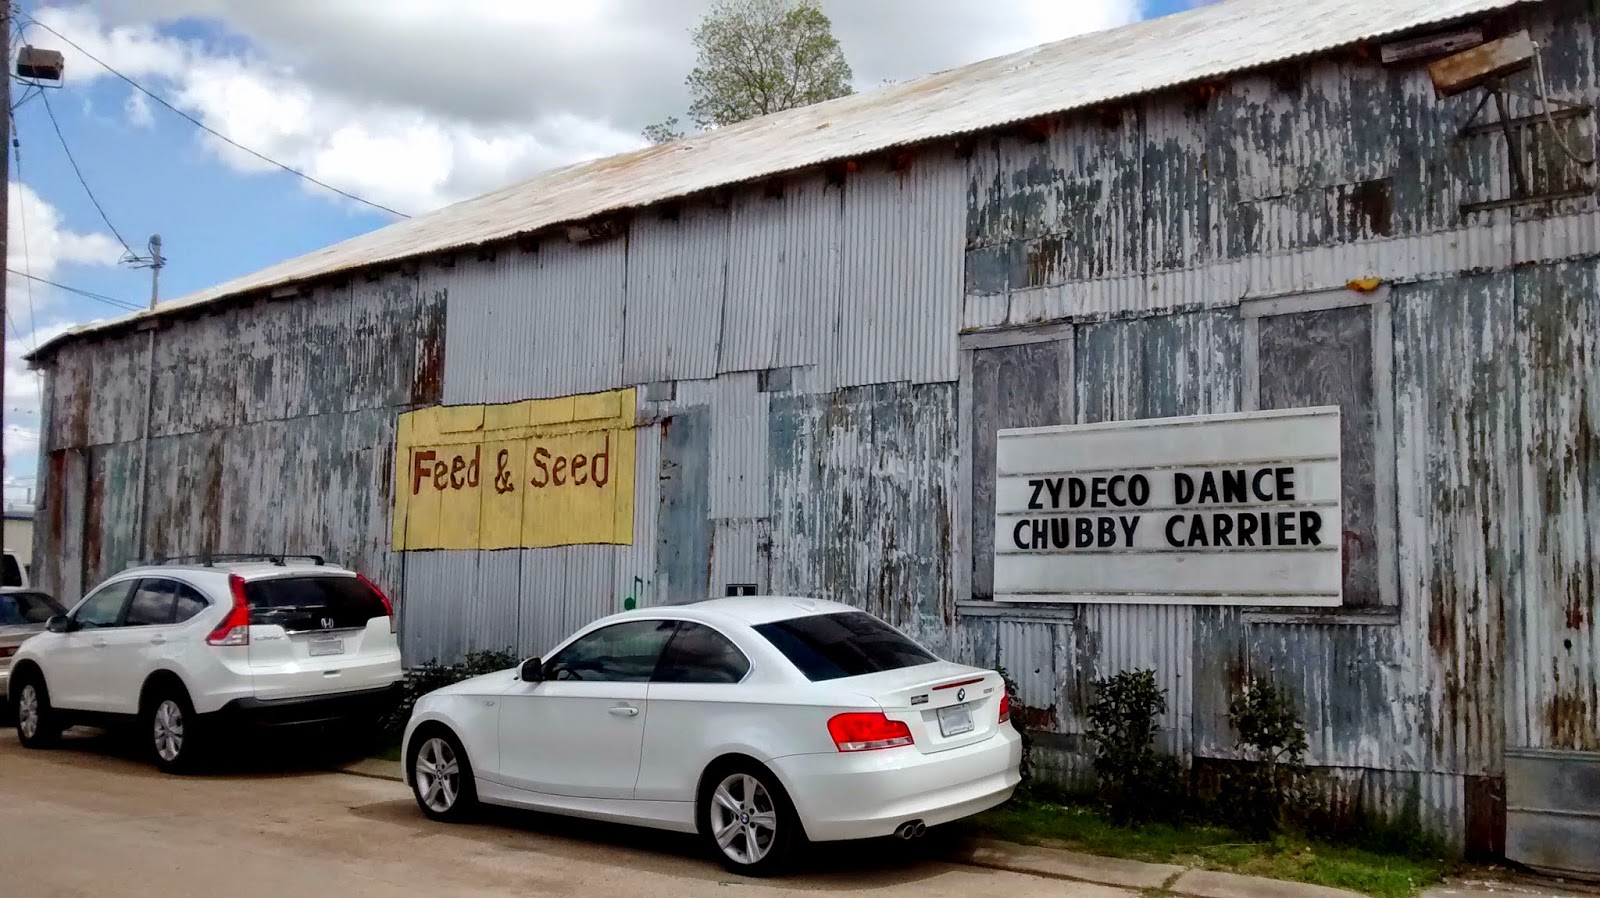 Feed & Seed
ZYDECO DANCE
CHUBBY CARRIER